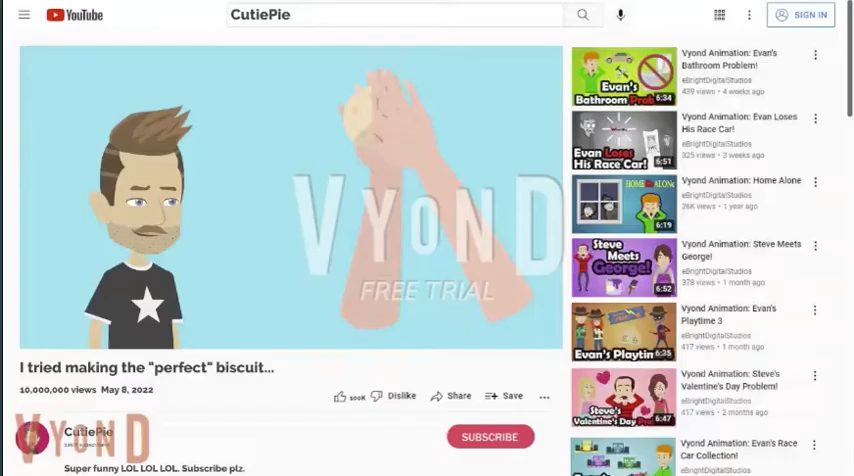 YouTube
CutiePie
SIGN IN
VYOND
FREE TRIAL
I tried making the "perfect" biscuit...
10,000,000 views May 8, 2022
100K
Dislike
Share
Save
CutiePie
SUBSCRIBE
VYOND
Super funny LOL LOL LOL. Subscribe plz.
Evan's
Bathroom Prob
6:34
Vyond Animation: Evan's
Bathroom Problem!
eBrightDigitalStudios
439 views • 4 weeks ago
Evan Loses
His Race Car!
6:51
Vyond Animation: Evan Loses
His Race Car!
eBrightDigitalStudios
325 views • 3 weeks ago
HOME ALONE
6:19
Vyond Animation: Home Alone
eBrightDigitalStudios
26K views • 1 year ago
Steve
Meets
George!
6:52
Vyond Animation: Steve Meets
George!
eBrightDigitalStudios
378 views • 1 month ago
Evan's Playtim
6:35
Vyond Animation: Evan's
Playtime 3
eBrightDigitalStudios
417 views • 1 month ago
Steve's
Valentine's Day Prob
6:47
Vyond Animation: Steve's
Valentine's Day Problem!
eBrightDigitalStudios
417 views • 2 months ago
Vyond Animation: Evan's Race
Car Collection!
eBrightDigitalStudios